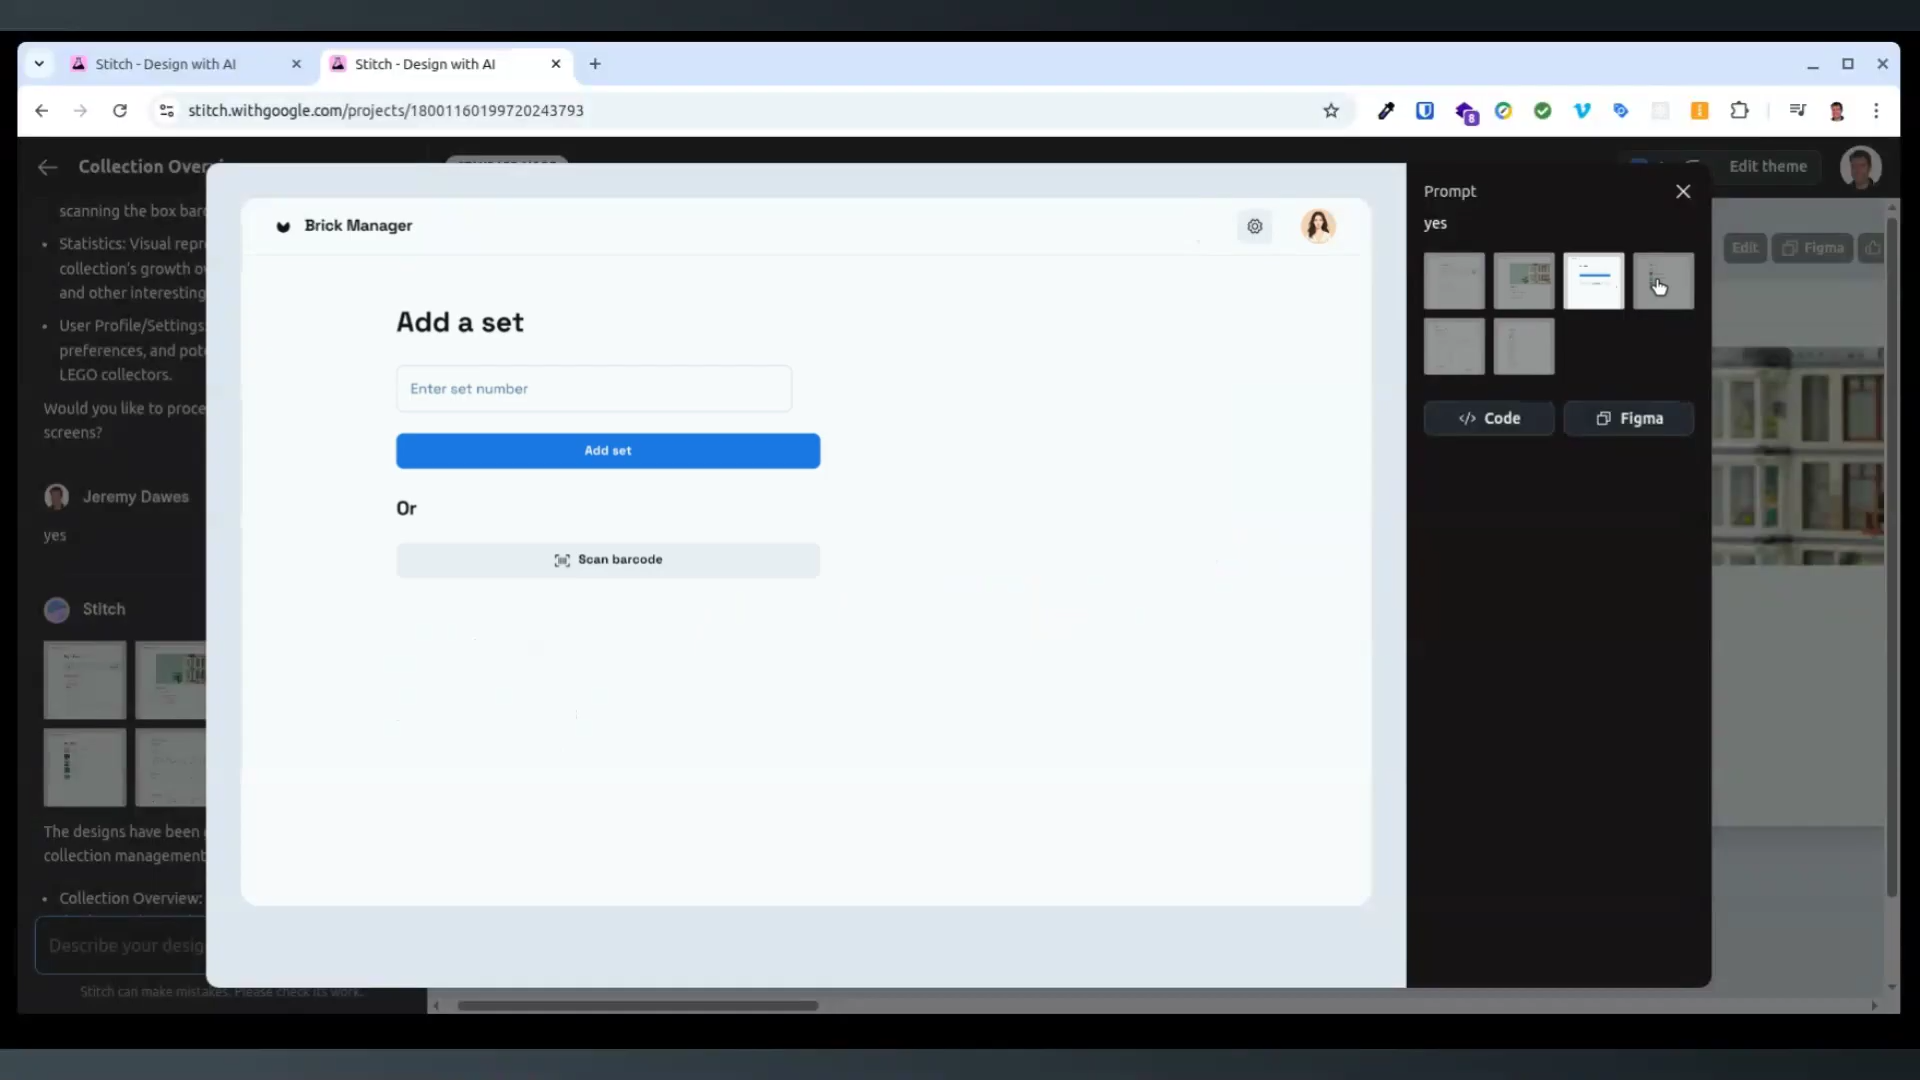 Stitch - Design with AI
Stitch - Design with AI
stitch.withgoogle.com/projects/18001160199720243793
8
Collection Over
Edit theme
scanning the box bar
Statistics: Visual repr
collection's growth o
and other interesting
User Profile/Settings
preferences, and pot
LEGO collectors.
Would you like to proce
screens?
Jeremy Dawes
yes
Stitch
The designs have been
collection management
Collection Overview:
Describe your desig
Stitch can make mistakes. Please check its work.
Brick Manager
Add a set
Enter set number
Add set
Or
Scan barcode
Prompt
yes
</> Code
Figma
Edit
Figma